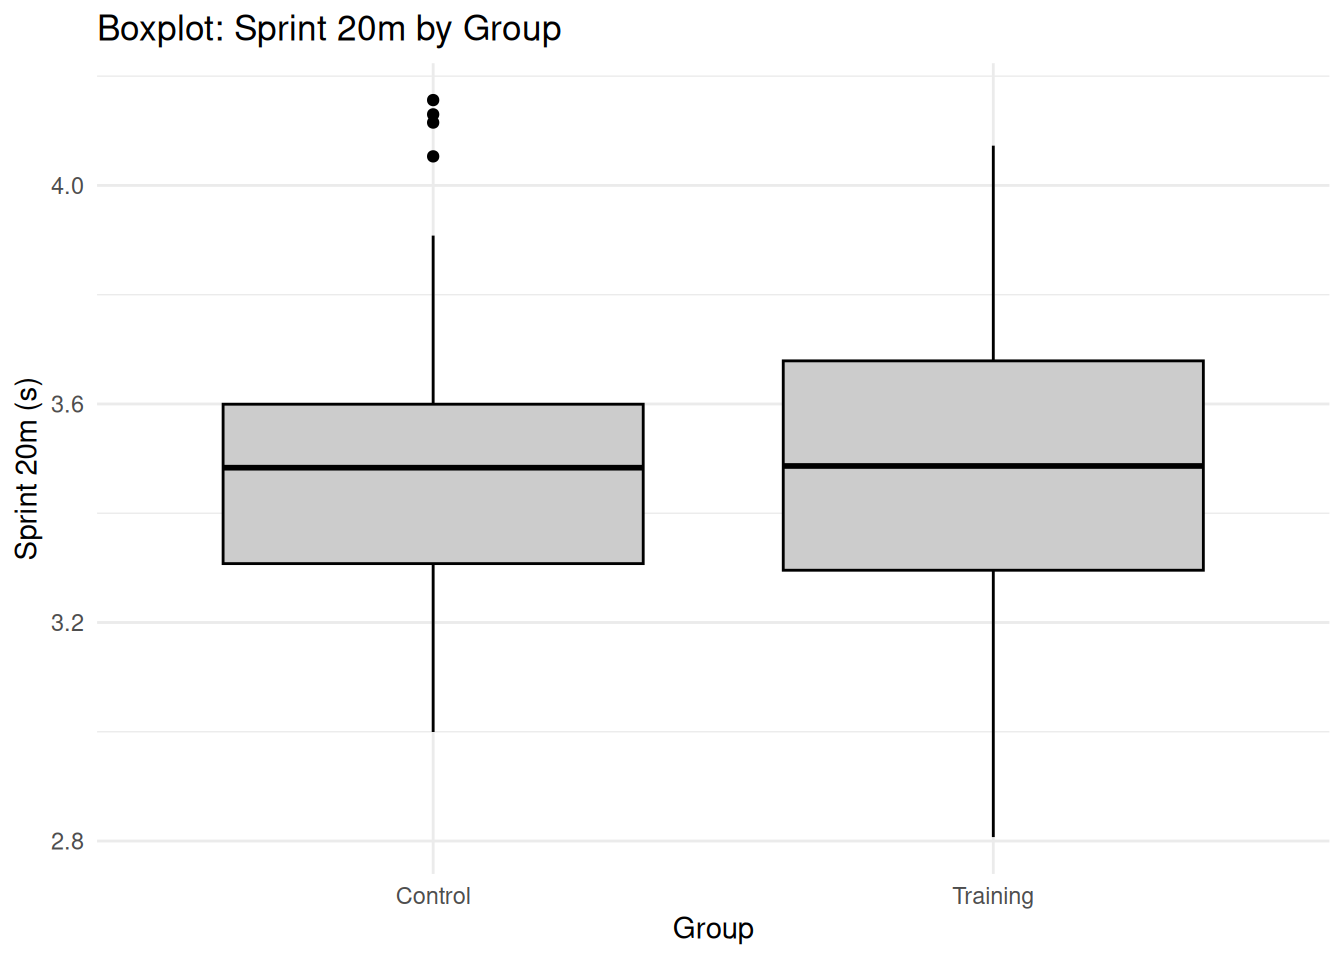 Boxplot: Sprint 20m by Group
Sprint 20m (s)
4.0
3.6
3.2
2.8
Control
Training
Group